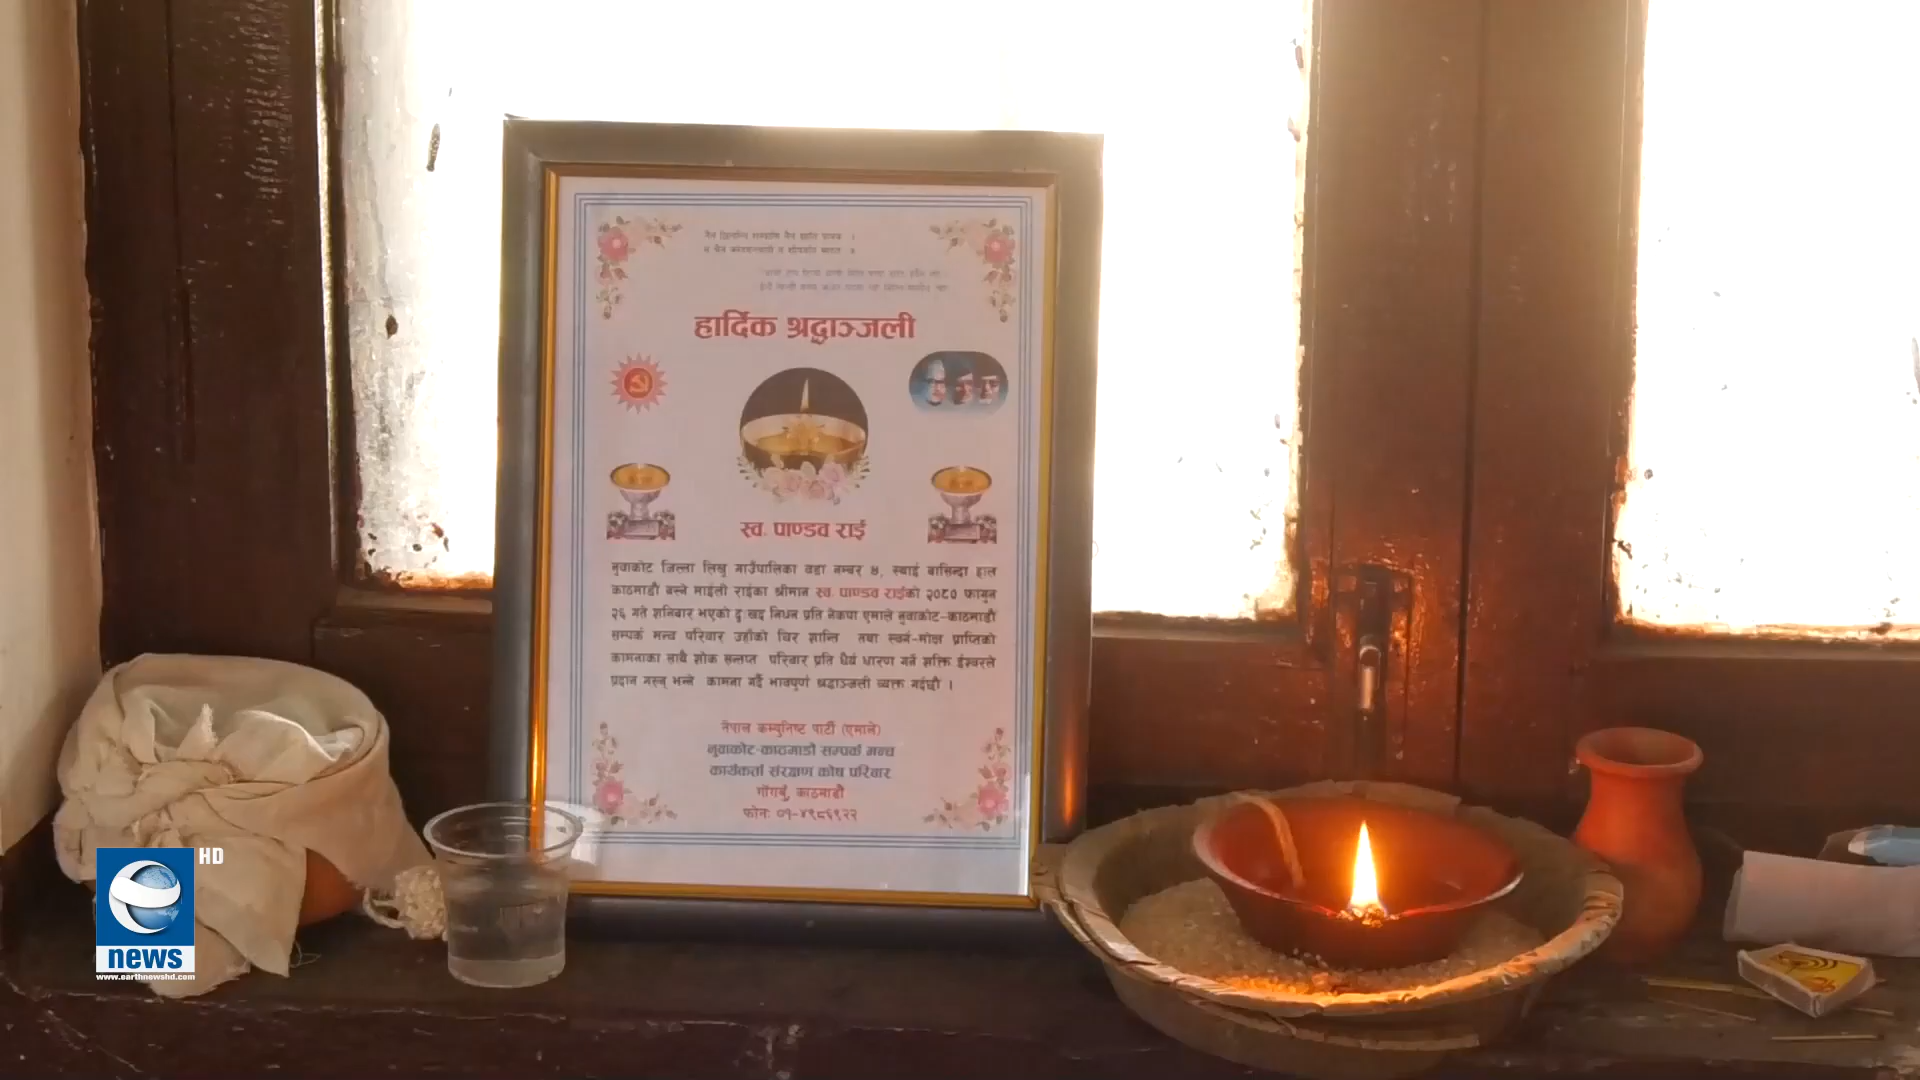 हार्दिक श्रद्धाञ्जली
स्व. पाण्डव राई
नुवाकोट जिल्ला लिखु गाउँपालिका वडा नम्बर ४, स्थाई बासिन्दा हाल
काठमाडौं बस्ने माईली राईका श्रीमान स्व. पाण्डव राईको २०८० फागुन
२६ गते शनिबार भएको दुःखद निधन प्रति नेकपा एमाले नुवाकोट-काठमाडौं
सम्पर्क मन्च परिवार उहाँको चिर शान्ति तथा स्वर्ग-मोक्ष प्राप्तिको
कामनाका साथै शोक सन्तप्त परिवार प्रति धैर्य धारण गर्ने शक्ति ईश्वरले
प्रदान गरुन् भन्ने कामना गर्दै भावपुर्ण श्रद्धाञ्जली व्यक्त गर्दछौं ।
नेपाल कम्युनिष्ट पार्टी (एमाले)
नुवाकोट-काठमाडौं सम्पर्क मन्च
कार्यकर्ता संरक्षण कोष परिवार
गोंगबुँ, काठमाडौं
फोनः ०१-४९८६९२२
HD
news
www.earthnewshd.com